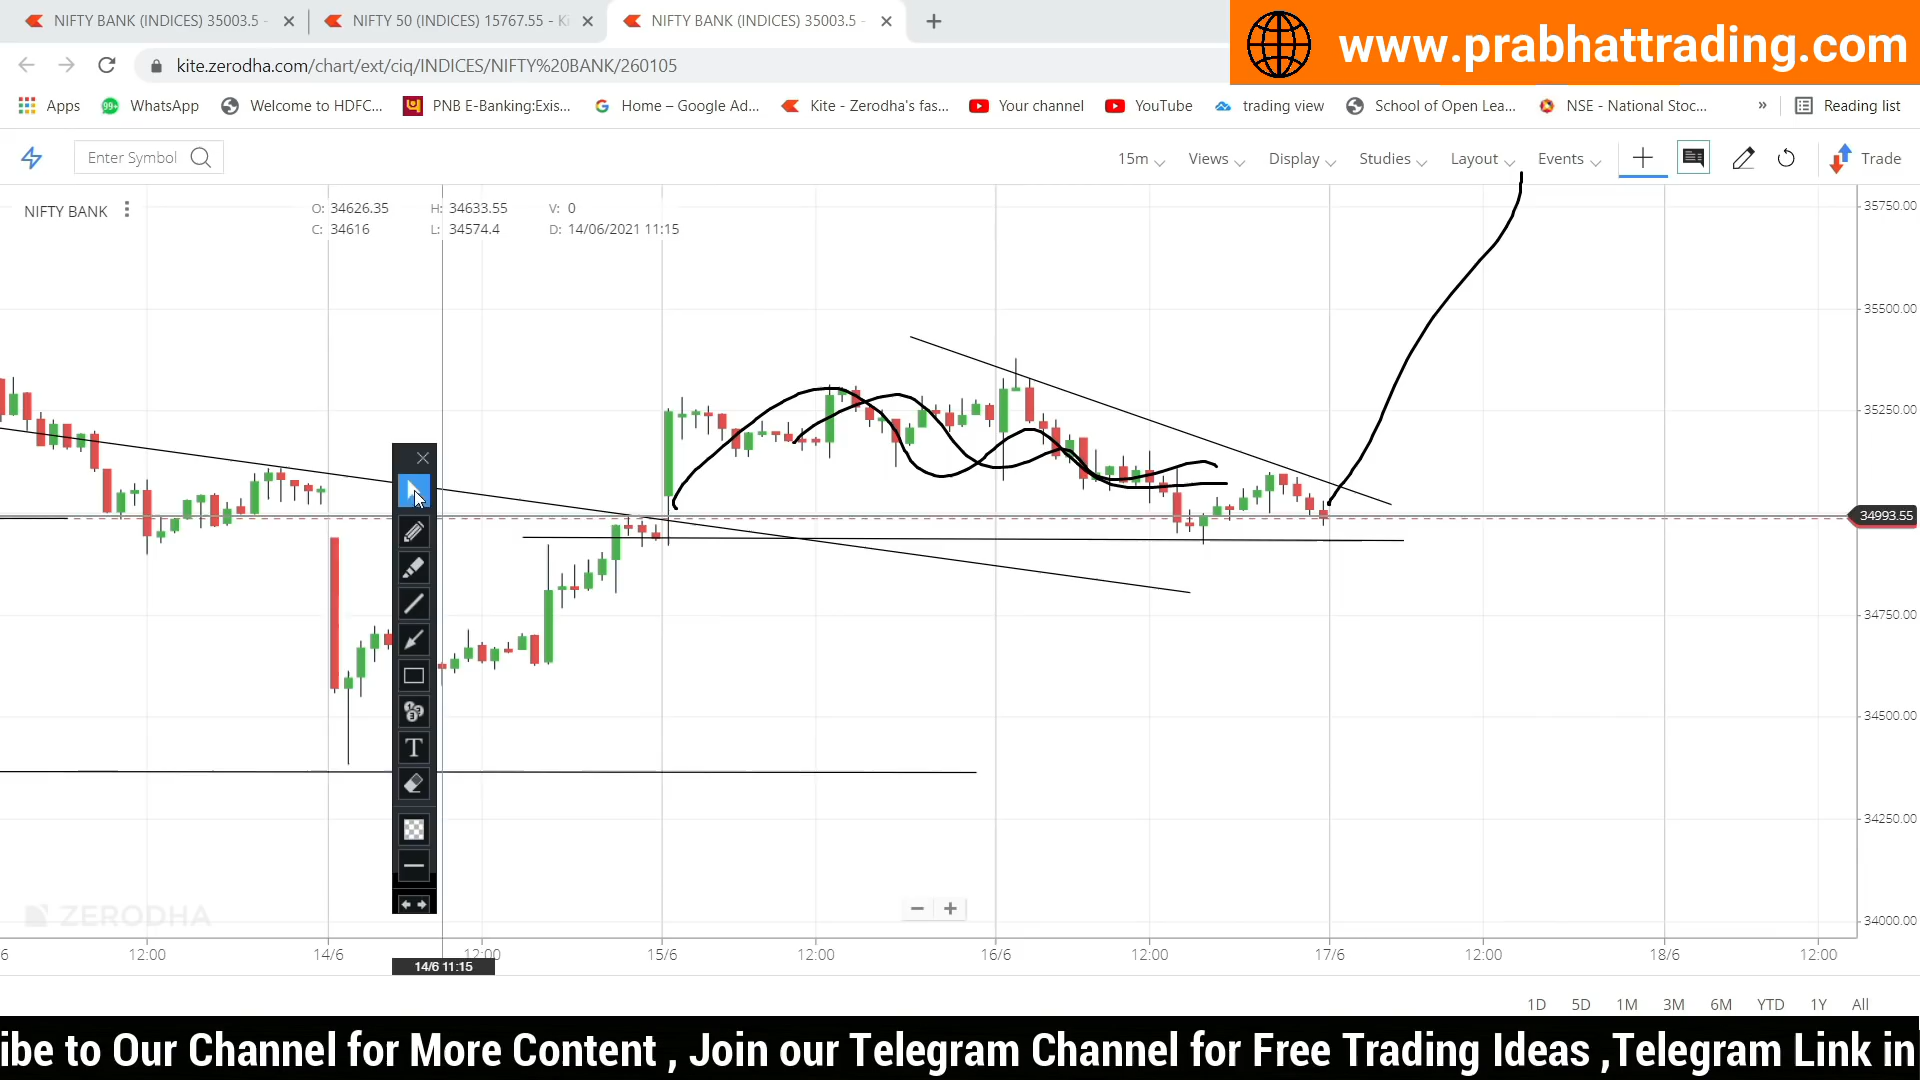 NIFTY BANK (INDICES) 35003.5 -
NIFTY 50 (INDICES) 15767.55 - Ki
NIFTY BANK (INDICES) 35003.5 -
www.prabhattrading.com
kite.zerodha.com/chart/ext/ciq/INDICES/NIFTY%20BANK/260105
Apps
99+
WhatsApp
Welcome to HDFC...
PNB E-Banking:Exis...
Home – Google Ad...
Kite - Zerodha's fas...
Your channel
YouTube
trading view
School of Open Lea...
NSE - National Stoc...
»
Reading list
Enter Symbol
15m
Views
Display
Studies
Layout
Events
Trade
NIFTY BANK
O: 34626.35 H: 34633.55 V: 0
C: 34616 L: 34574.4 D: 14/06/2021 11:15
35750.00
35500.00
35250.00
34993.55
34750.00
34500.00
34250.00
34000.00
T
ZERODHA
6 12:00 14/6 12:00 15/6 12:00 16/6 12:00 17/6 12:00 18/6 12:00
14/6 11:15
1D 5D 1M 3M 6M YTD 1Y All
ibe to Our Channel for More Content , Join our Telegram Channel for Free Trading Ideas ,Telegram Link in